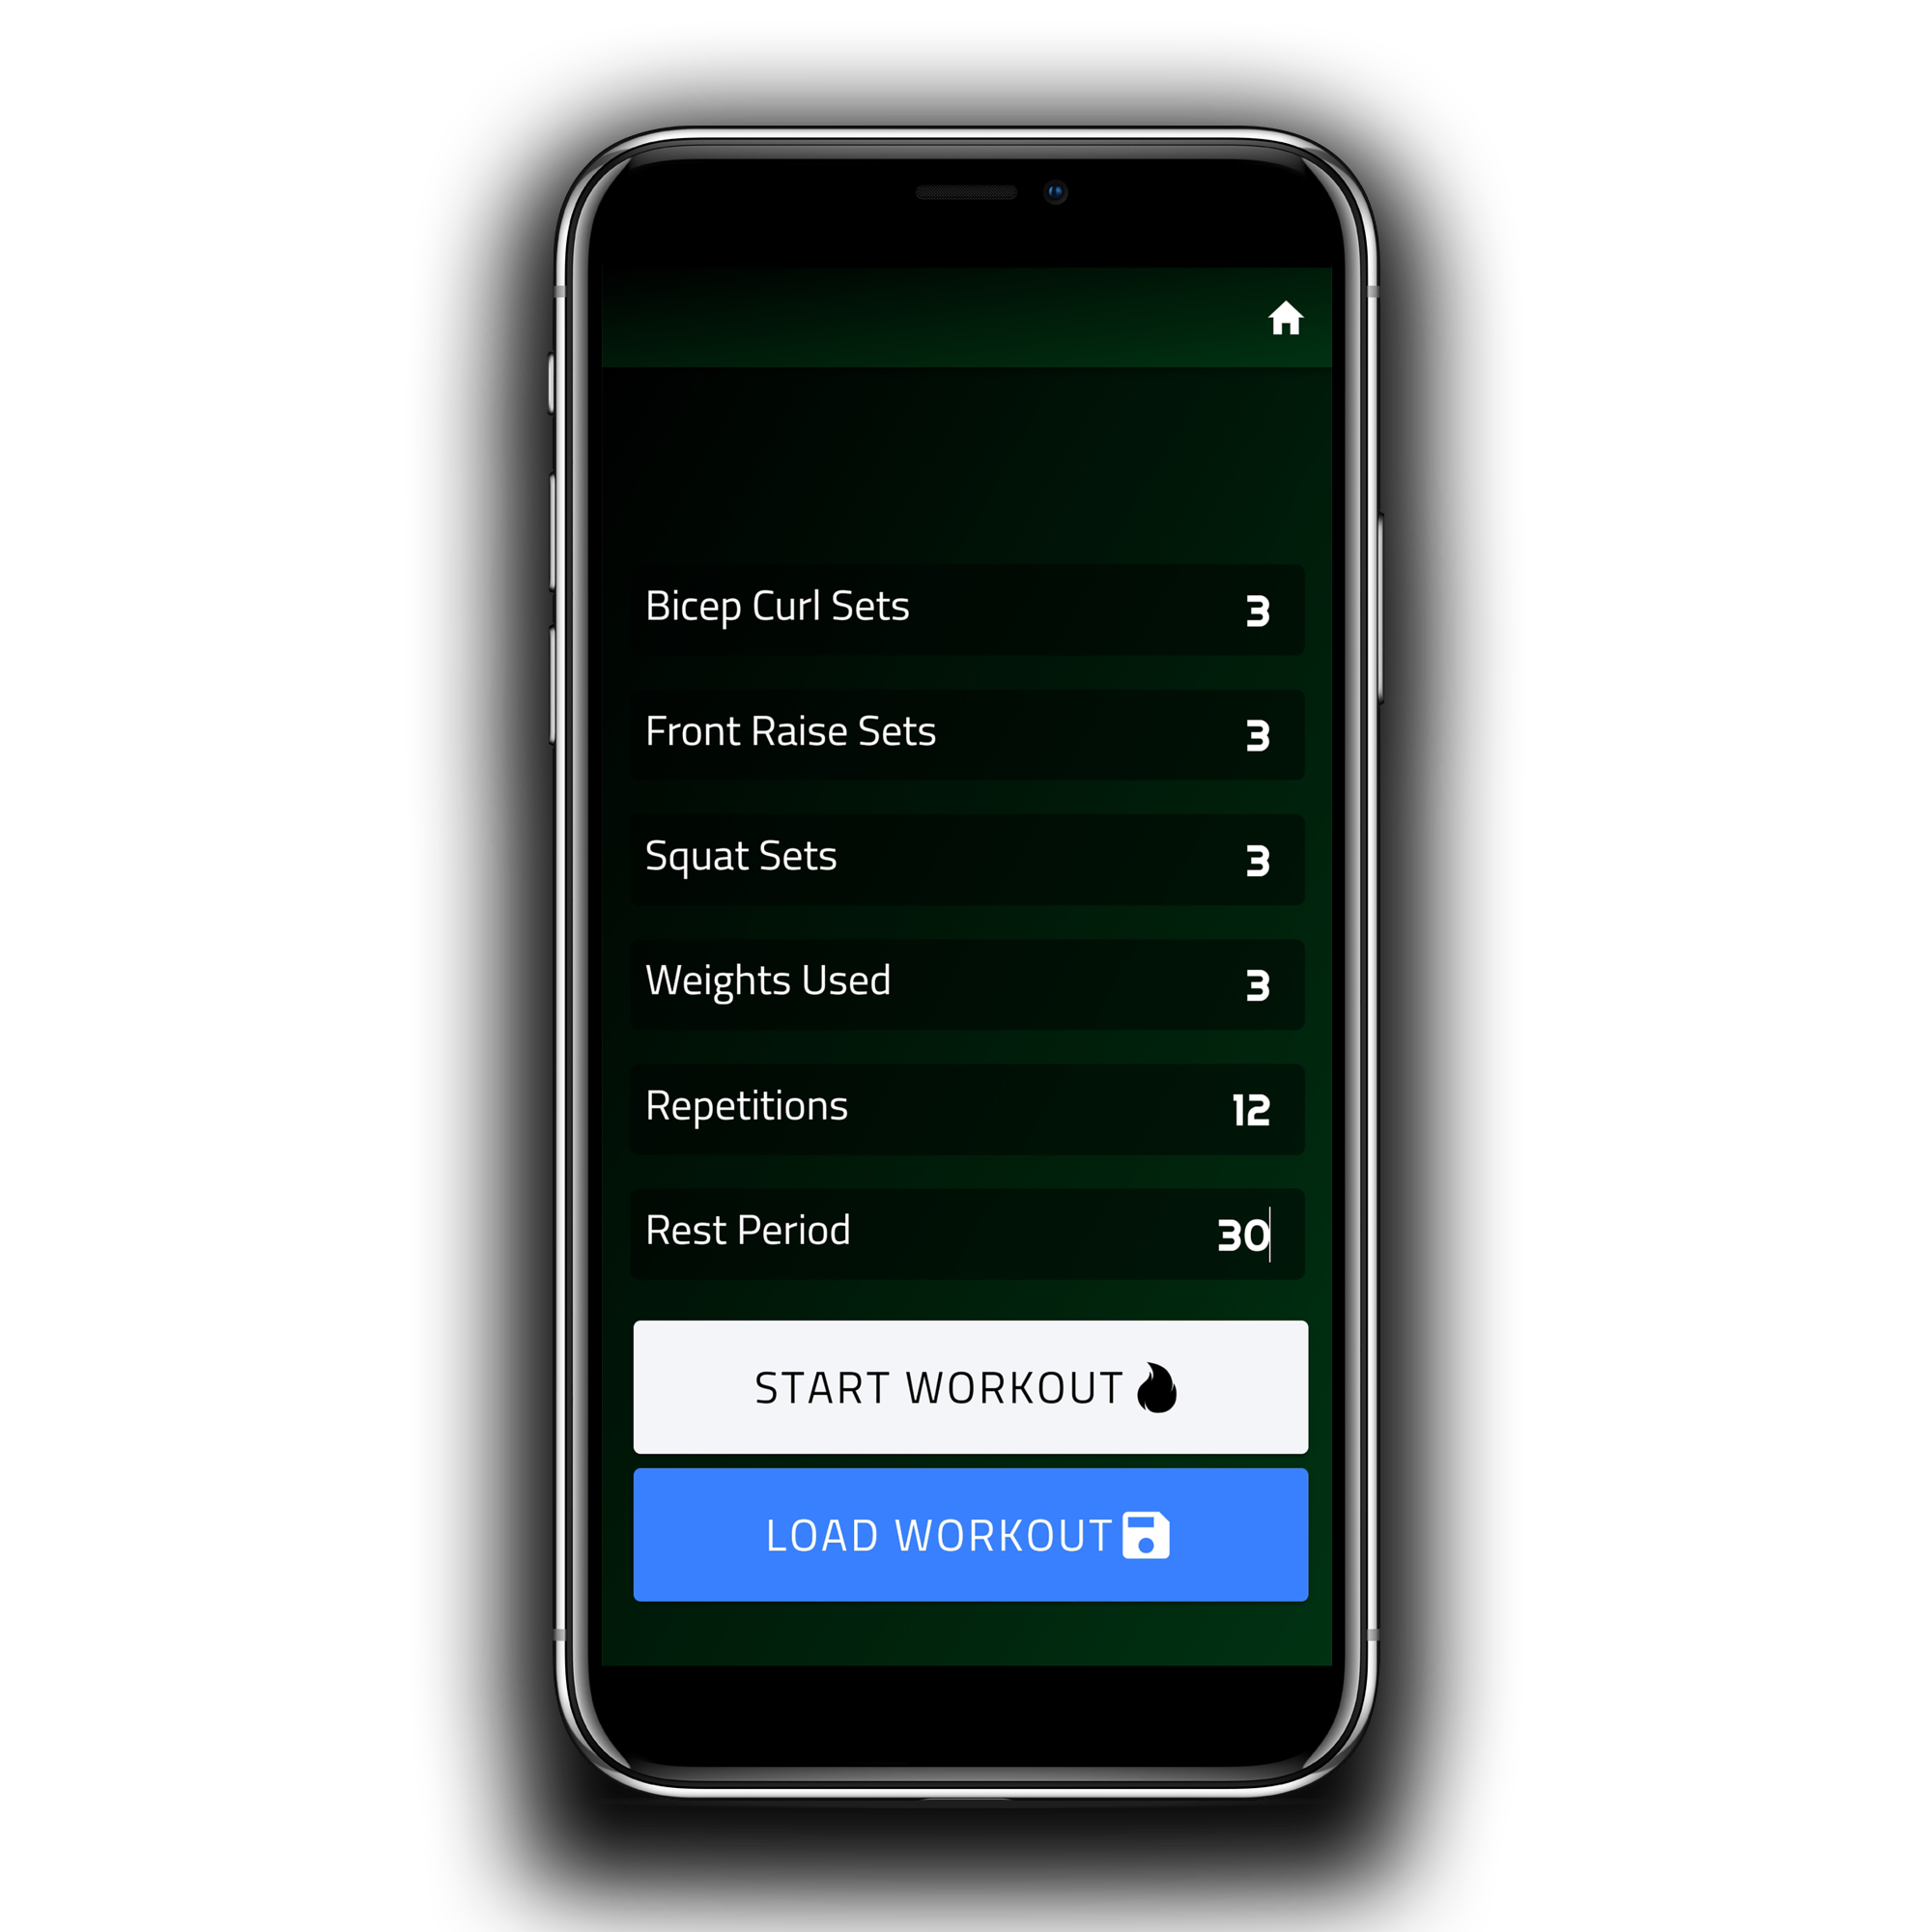 Bicep Curl Sets 3
Front Raise Sets 3
Squat Sets 3
Weights Used 3
Repetitions 12
Rest Period 30
START WORKOUT
LOAD WORKOUT